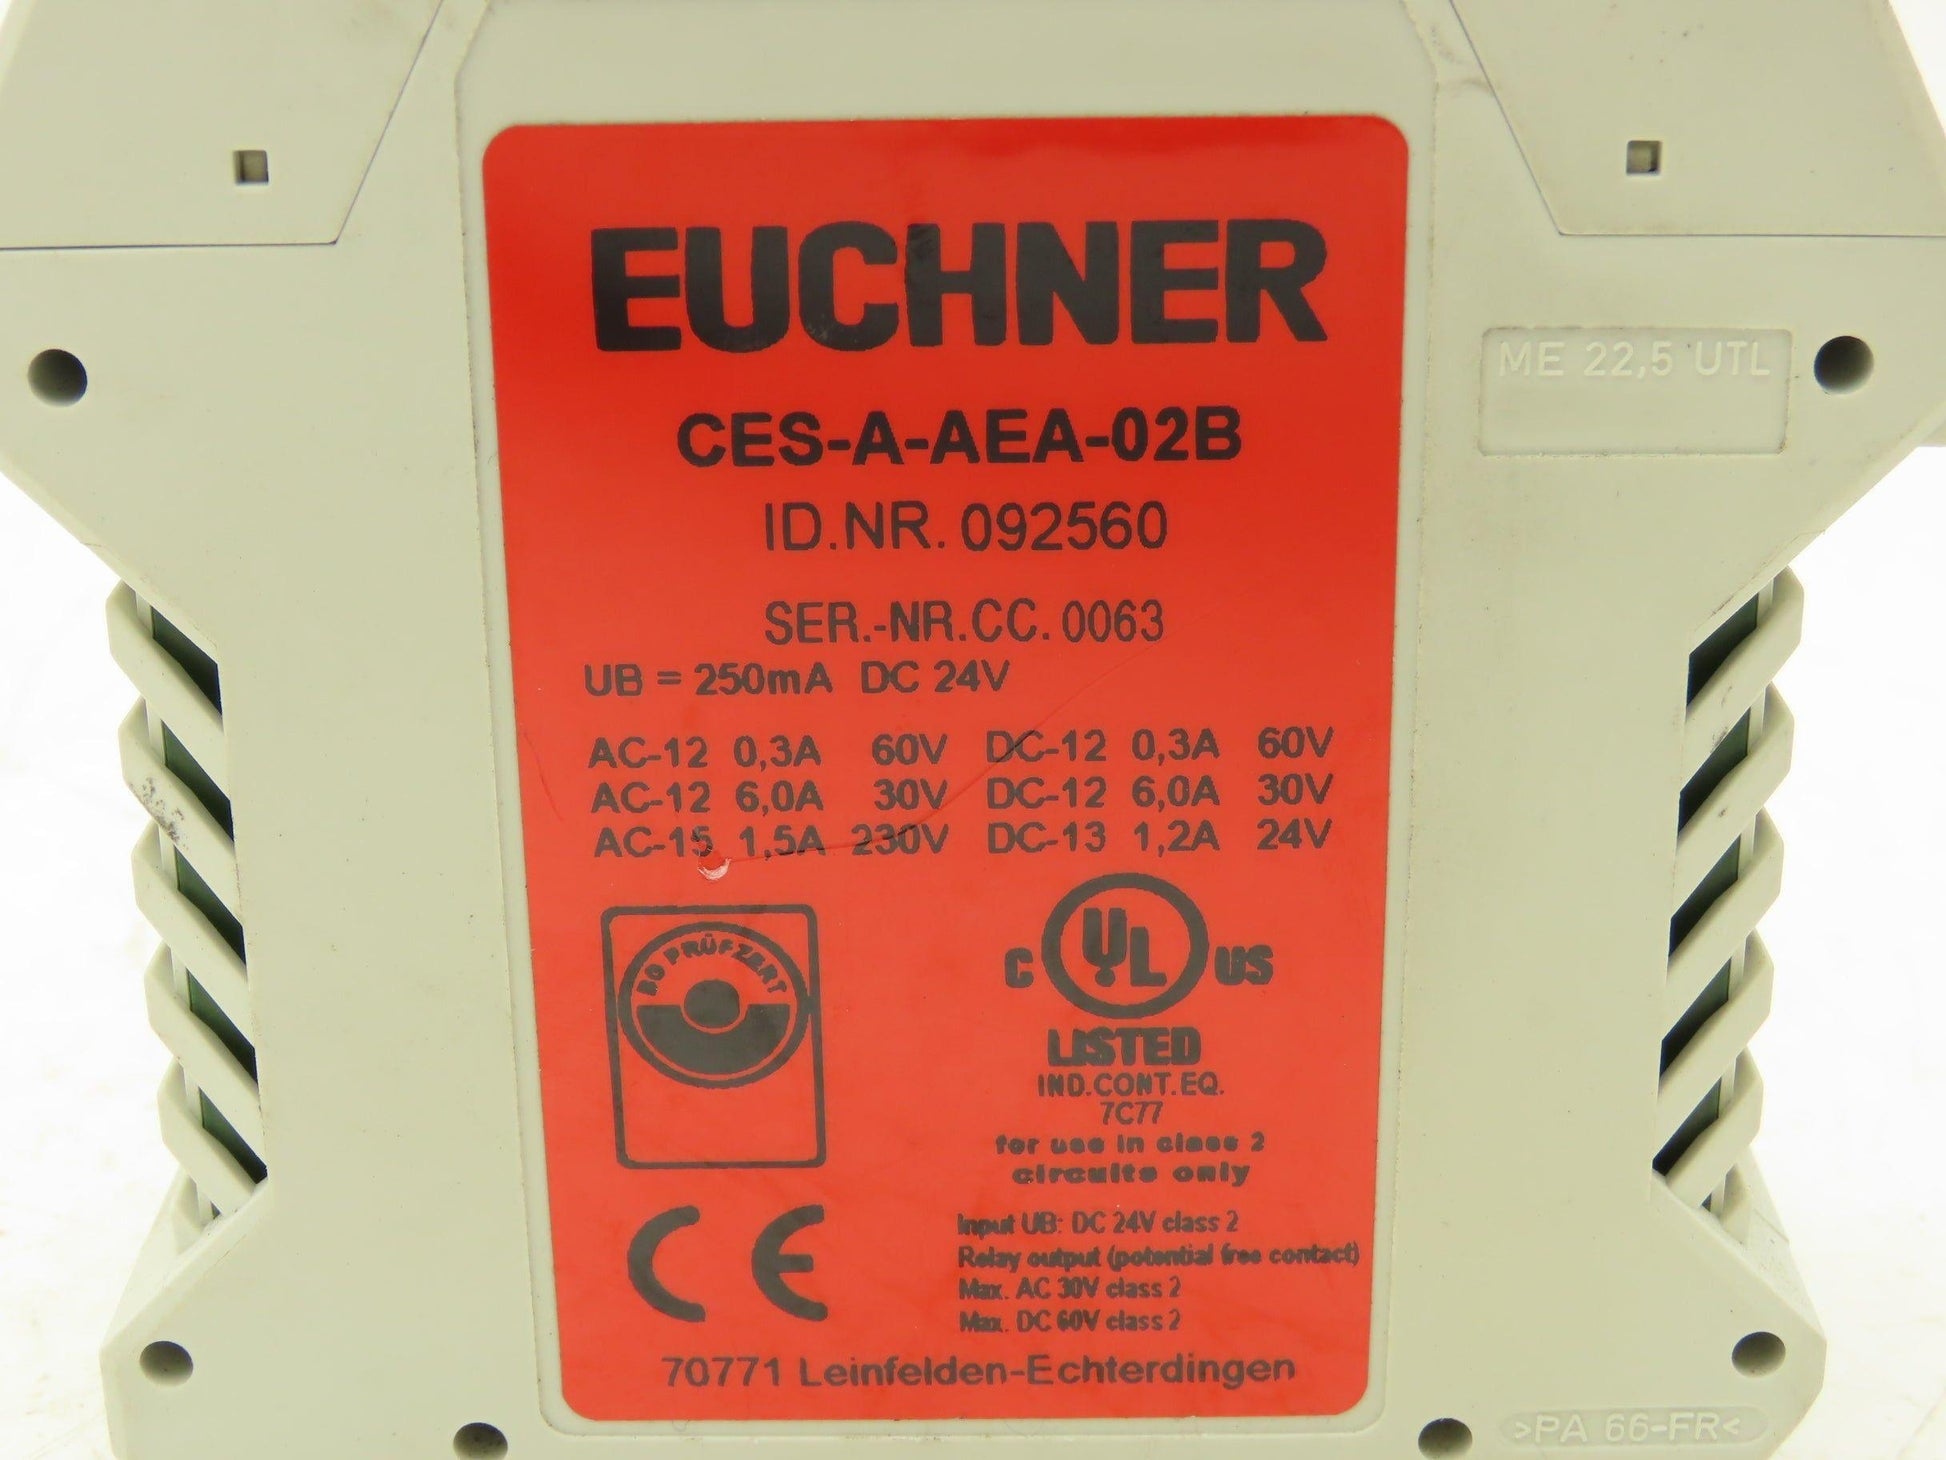 EUCHNER
ME 22,5 UTL
CES-A-AEA-02B
ID.NR. 092560
SER.-NR.CC. 0063
UB = 250mA DC 24V
AC-12 0,3A 60V DC-12 0,3A 60V
AC-12 6,0A 30V DC-12 6,0A 30V
AC-15 1,5A 230V DC-13 1,2A 24V
BG PRÜFZERT
C UL US
LISTED
IND.CONT.EQ.
7C77
for use in class 2
circuits only
CE
Input UB: DC 24V class 2
Relay output (potential free contact)
Max. AC 30V class 2
Max. DC 60V class 2
70771 Leinfelden-Echterdingen
>PA 66-FR<